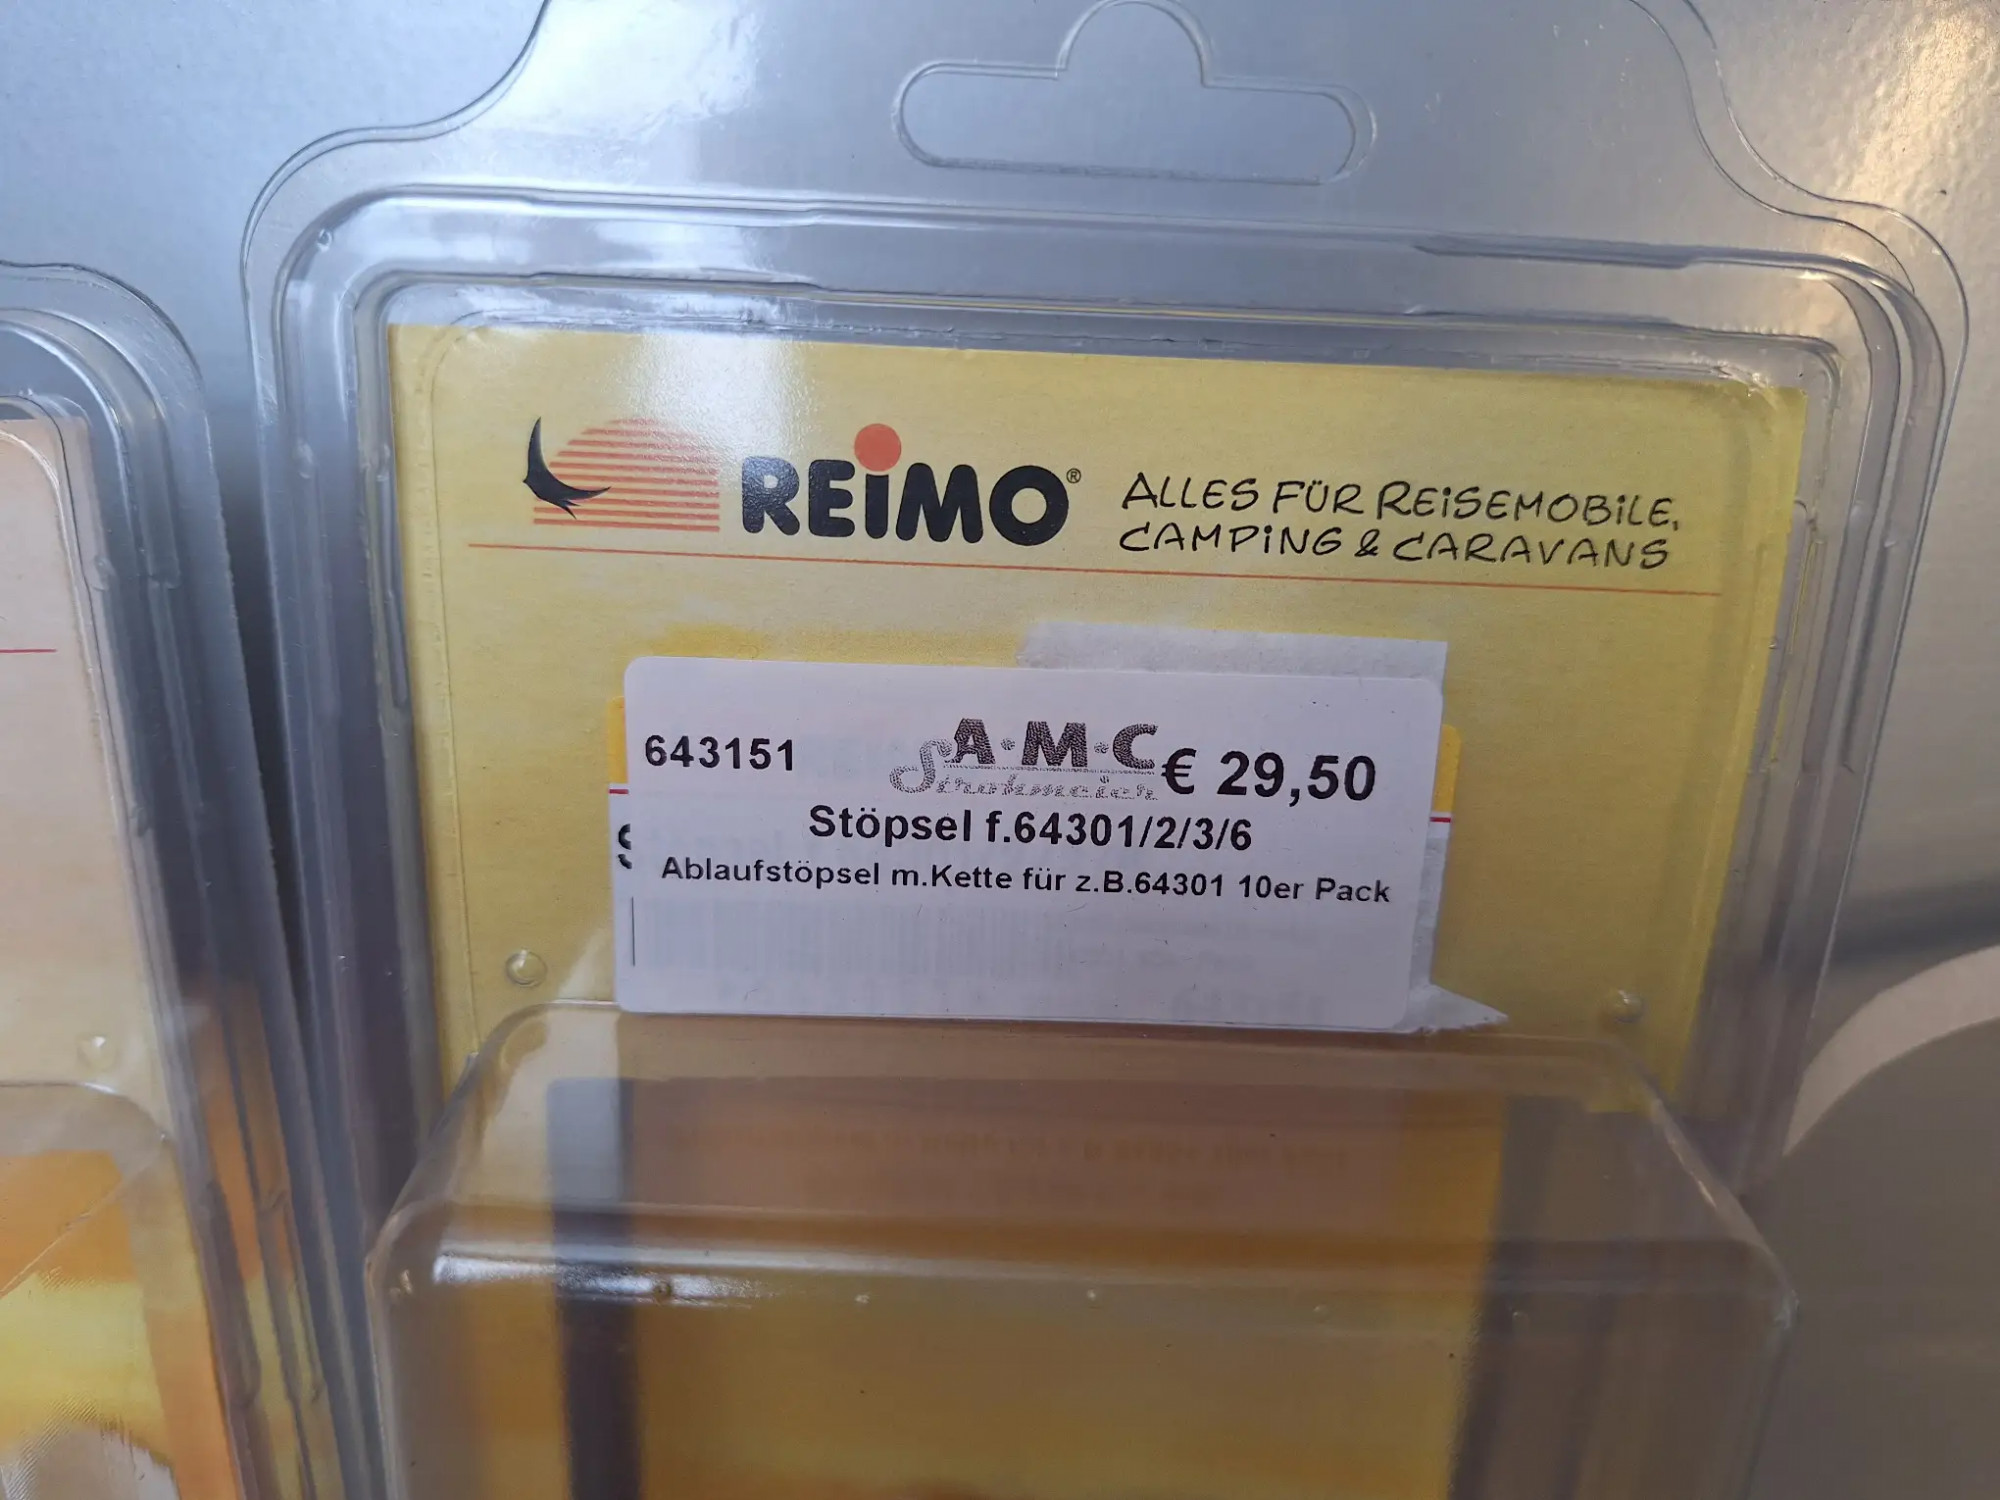 REiMO®
ALLES FÜR REiSEMOBiLE,
CAMPiNG & CARAVANS
643151
A·M·C
Strohmeier
€ 29,50
Stöpsel f.64301/2/3/6
Ablaufstöpsel m.Kette für z.B.64301 10er Pack